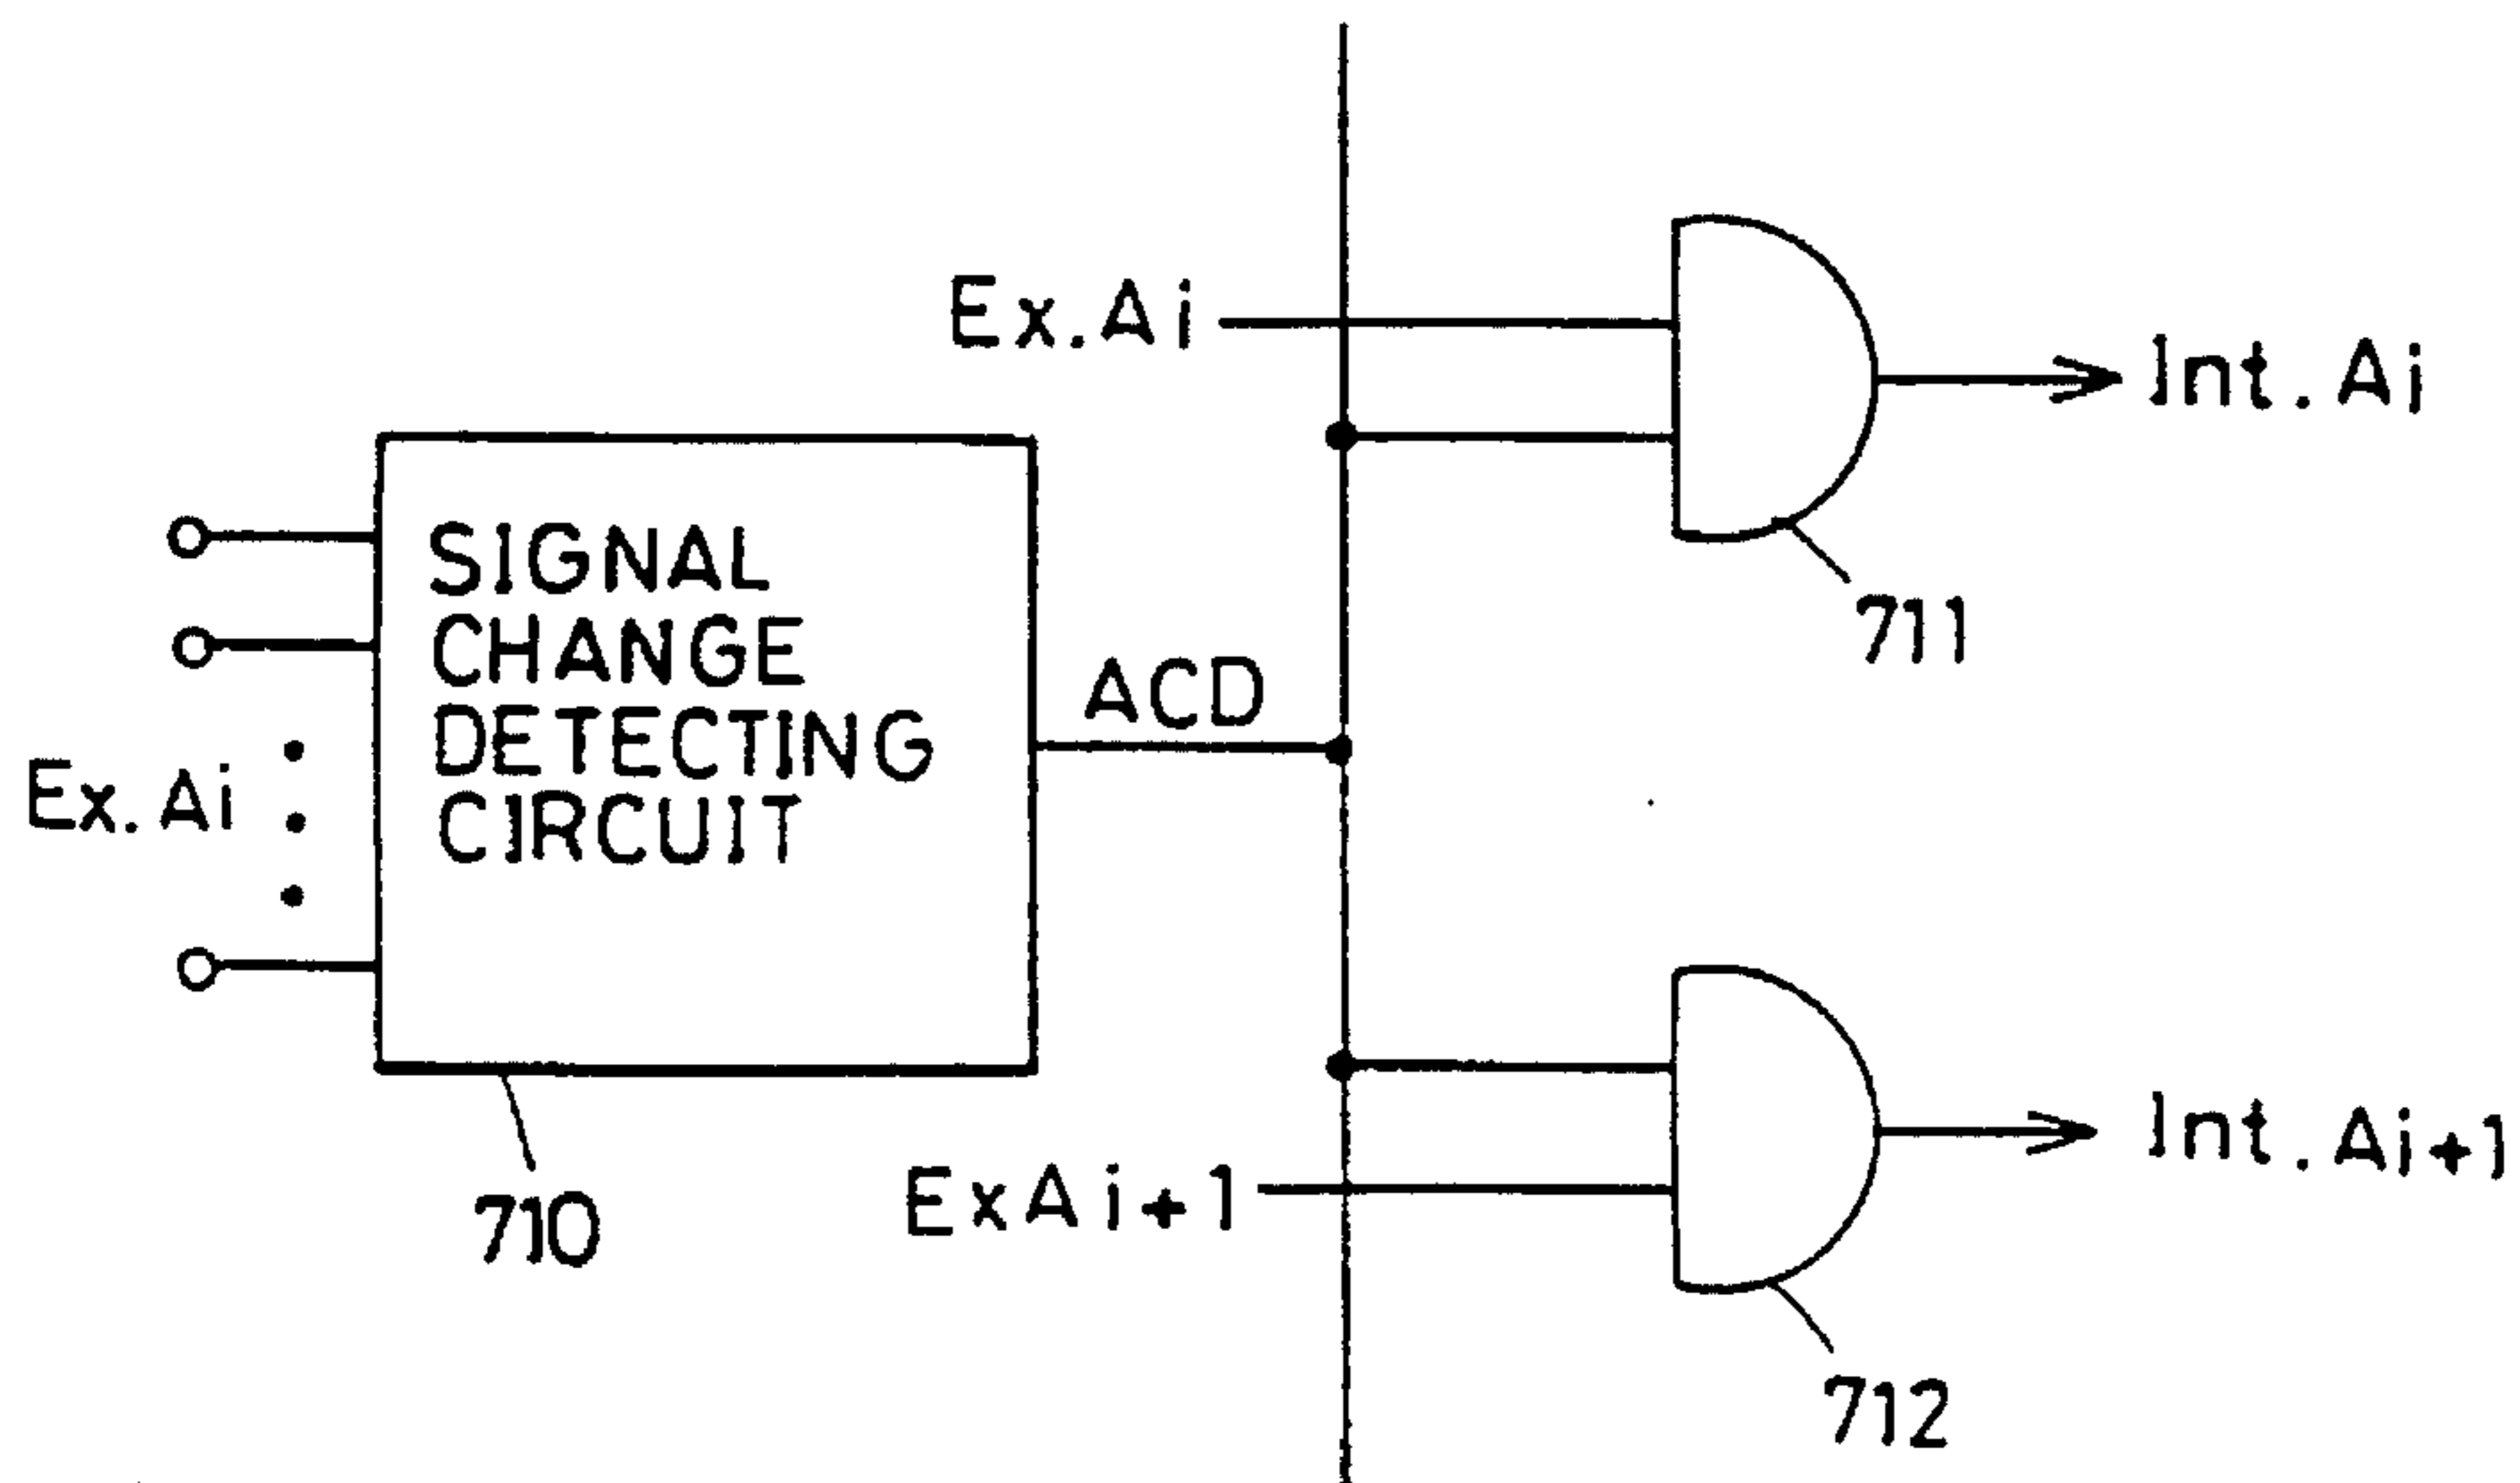 Ex.Ai
Int.Ai
711
SIGNAL
CHANGE
DETECTING
CIRCUIT
ACD
Ex.Ai
710
ExAi+1
Int.Ai+1
712